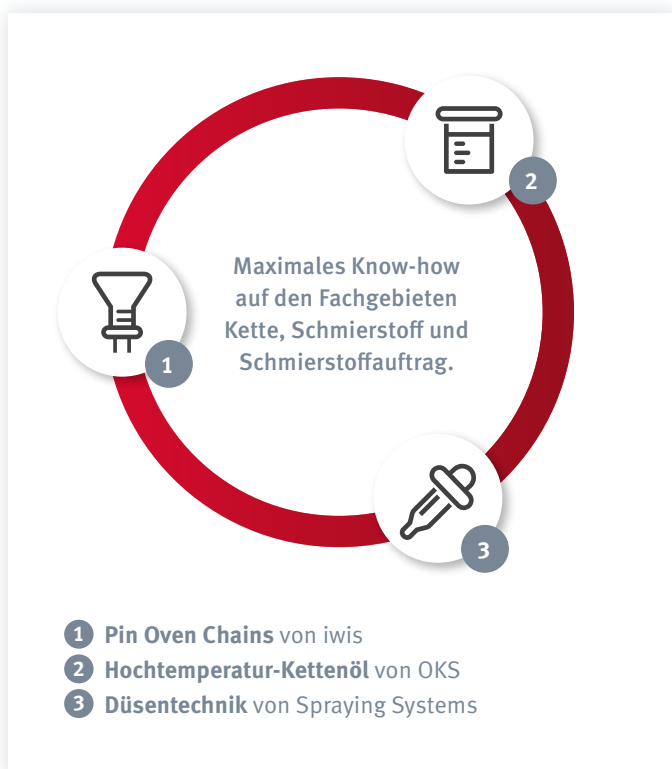 2
Maximales Know-how
auf den Fachgebieten
Kette, Schmierstoff und
Schmierstoffauftrag.
1
3
1 Pin Oven Chains von iwis
2 Hochtemperatur-Kettenöl von OKS
3 Düsentechnik von Spraying Systems